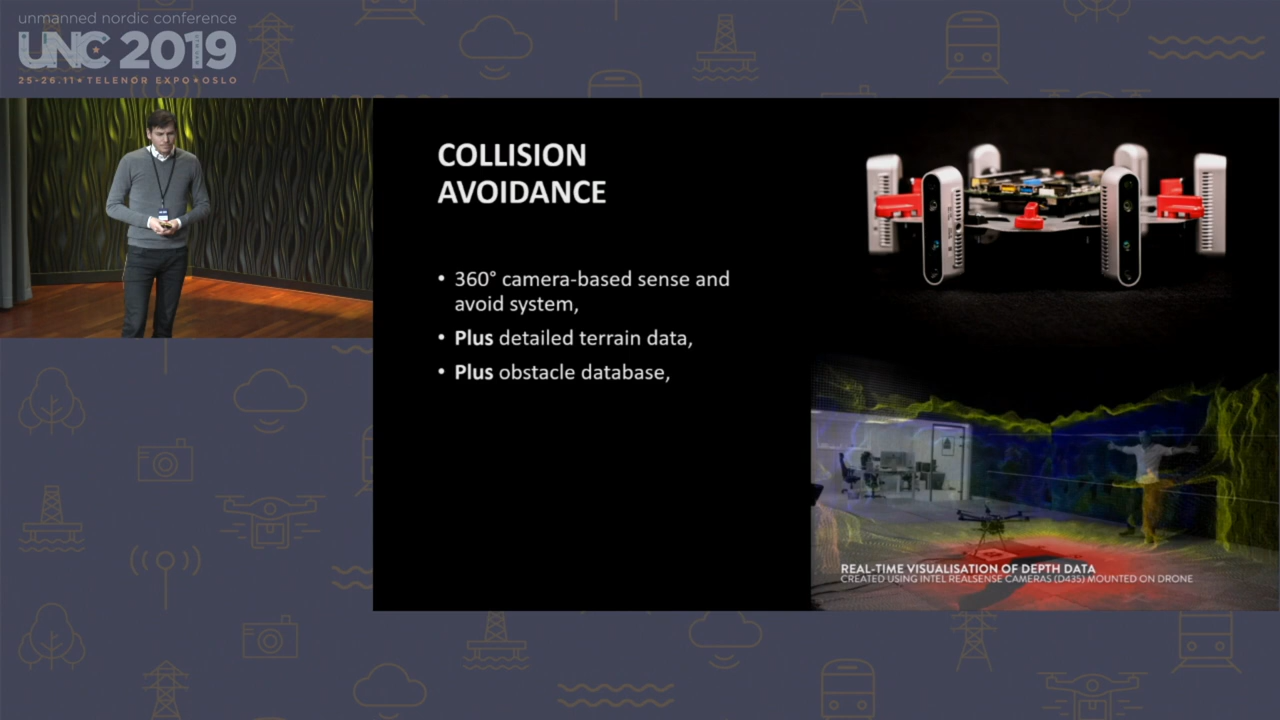 unmanned nordic conference
UNC 2019
25-26.11★TELENOR EXPO★OSLO
COLLISION
AVOIDANCE
• 360° camera-based sense and
avoid system,
• Plus detailed terrain data,
• Plus obstacle database,
REAL-TIME VISUALISATION OF DEPTH DATA
CREATED USING INTEL REALSENSE CAMERAS (D435) MOUNTED ON DRONE